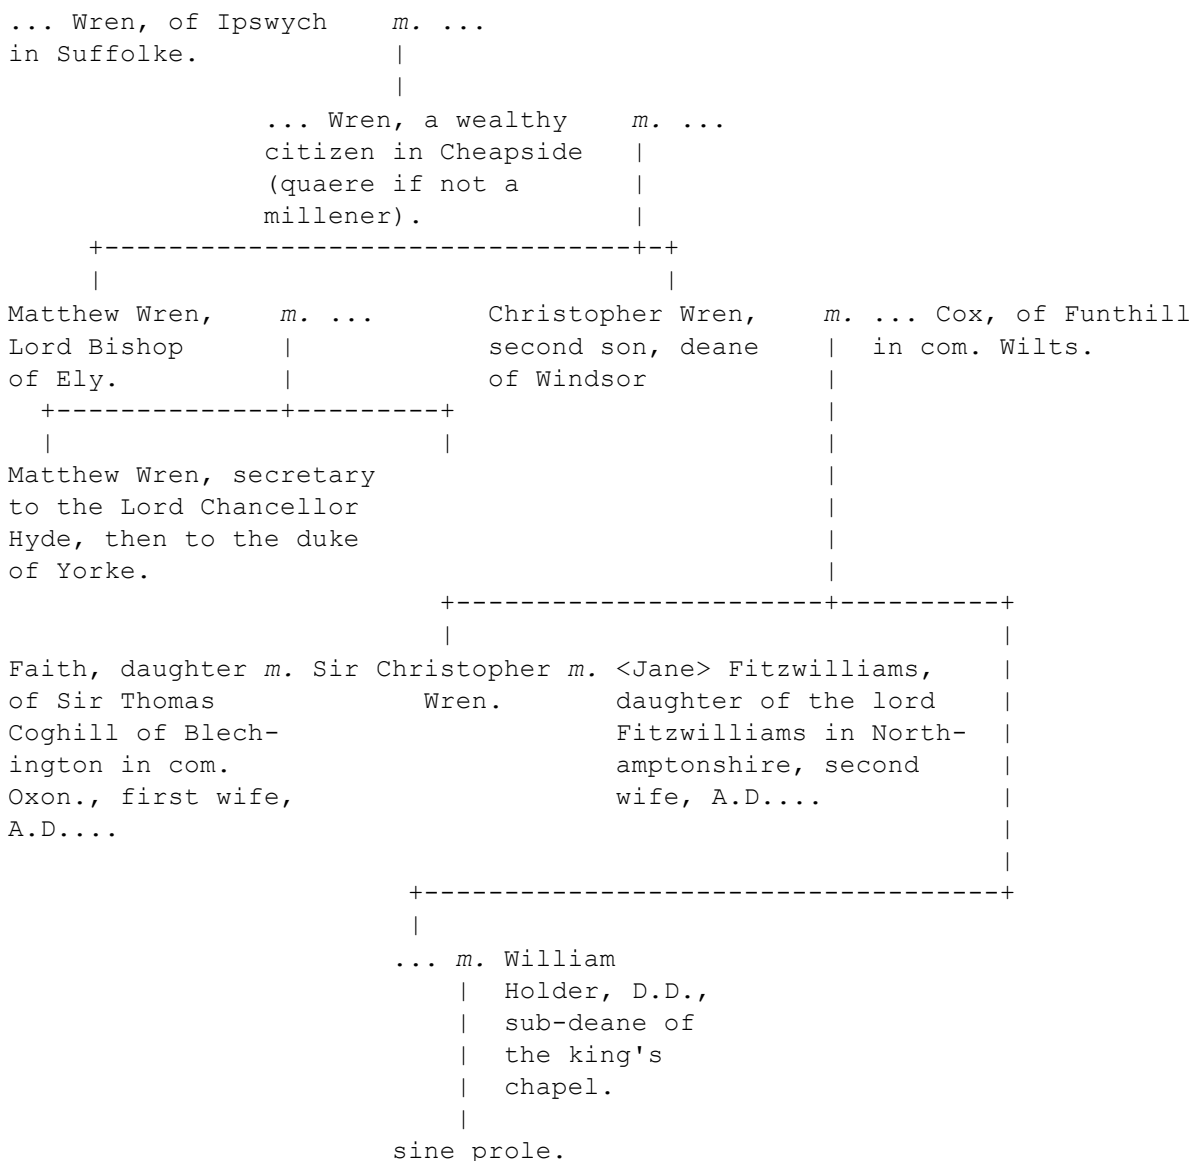 ... Wren, of Ipswych m. ...
in Suffolke. |
|
... Wren, a wealthy m. ...
citizen in Cheapside |
(quaere if not a |
millener). |
+---------------------------------+-+
| |
Matthew Wren, m. ... Christopher Wren, m. ... Cox, of Funthill
Lord Bishop | second son, deane | in com. Wilts.
of Ely. | of Windsor |
+--------------+---------+ |
| | |
Matthew Wren, secretary |
to the Lord Chancellor |
Hyde, then to the duke |
of Yorke. |
+-----------------------+----------+
| |
Faith, daughter m. Sir Christopher m. <Jane> Fitzwilliams, |
of Sir Thomas Wren. daughter of the lord |
Coghill of Blech- Fitzwilliams in North- |
ington in com. amptonshire, second |
Oxon., first wife, wife, A.D.... |
A.D.... |
|
+------------------------------------+
|
... m. William
| Holder, D.D.,
| sub-deane of
| the king's
| chapel.
|
sine prole.